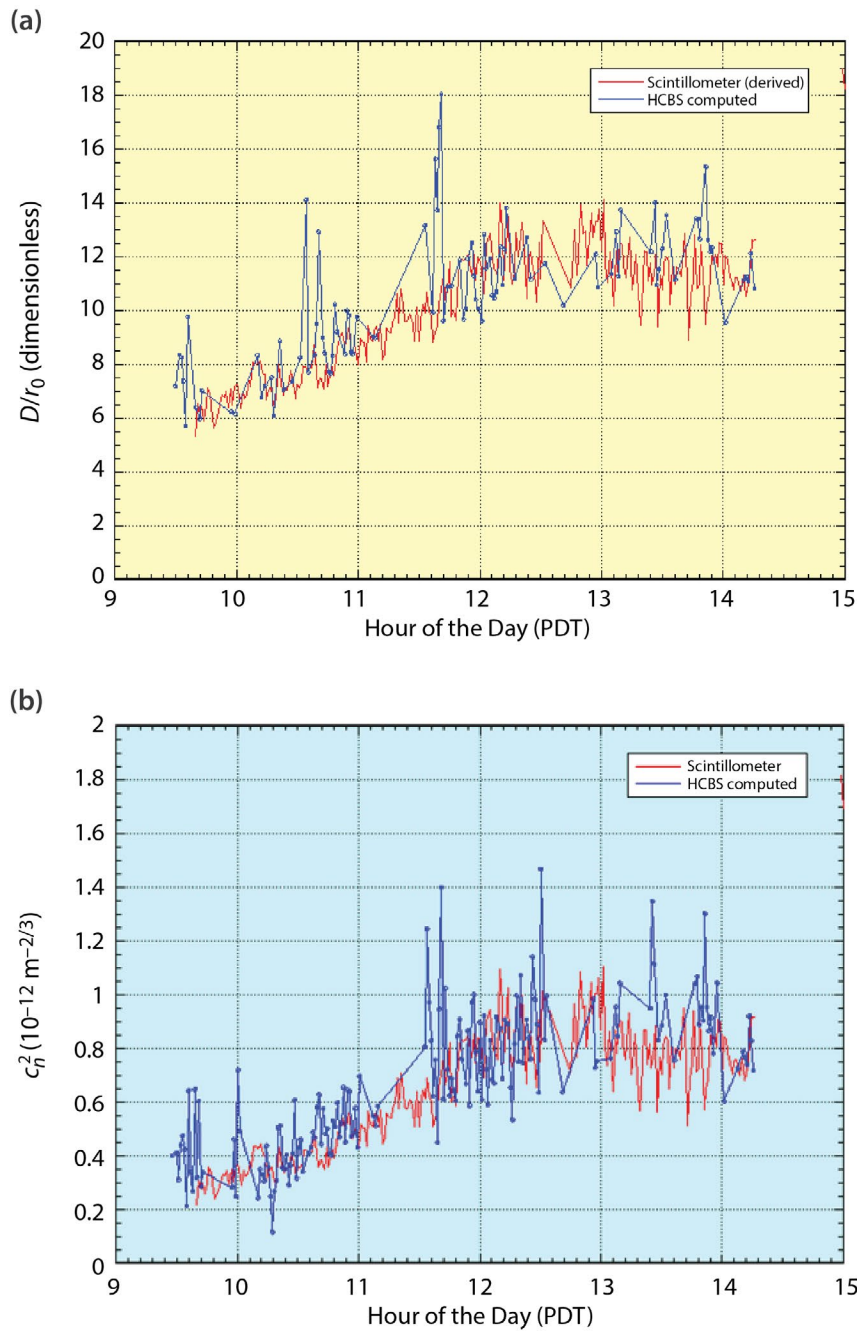 (a)
20
18
16
14
12
10
8
6
4
2
0
D/r₀ (dimensionless)
Scintillometer (derived)
HCBS computed
9 10 11 12 13 14 15
Hour of the Day (PDT)
(b)
2
1.8
1.6
1.4
1.2
1
0.8
0.6
0.4
0.2
0
cₙ² (10⁻¹² m⁻²/³)
Scintillometer
HCBS computed
9 10 11 12 13 14 15
Hour of the Day (PDT)